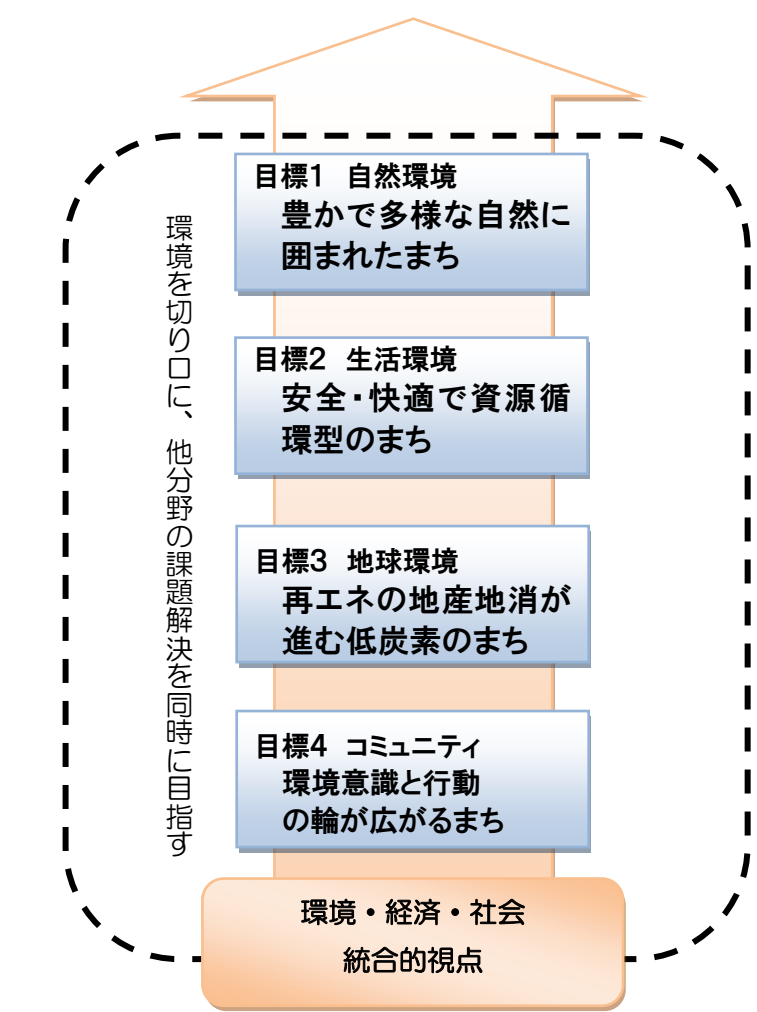 目標1 自然環境
豊かで多様な自然に
囲まれたまち
目標2 生活環境
安全・快適で資源循
環型のまち
目標3 地球環境
再エネの地産地消が
進む低炭素のまち
目標4 コミュニティ
環境意識と行動
の輪が広がるまち
環境を切り口に、他分野の課題解決を同時に目指す
環境・経済・社会
統合的視点